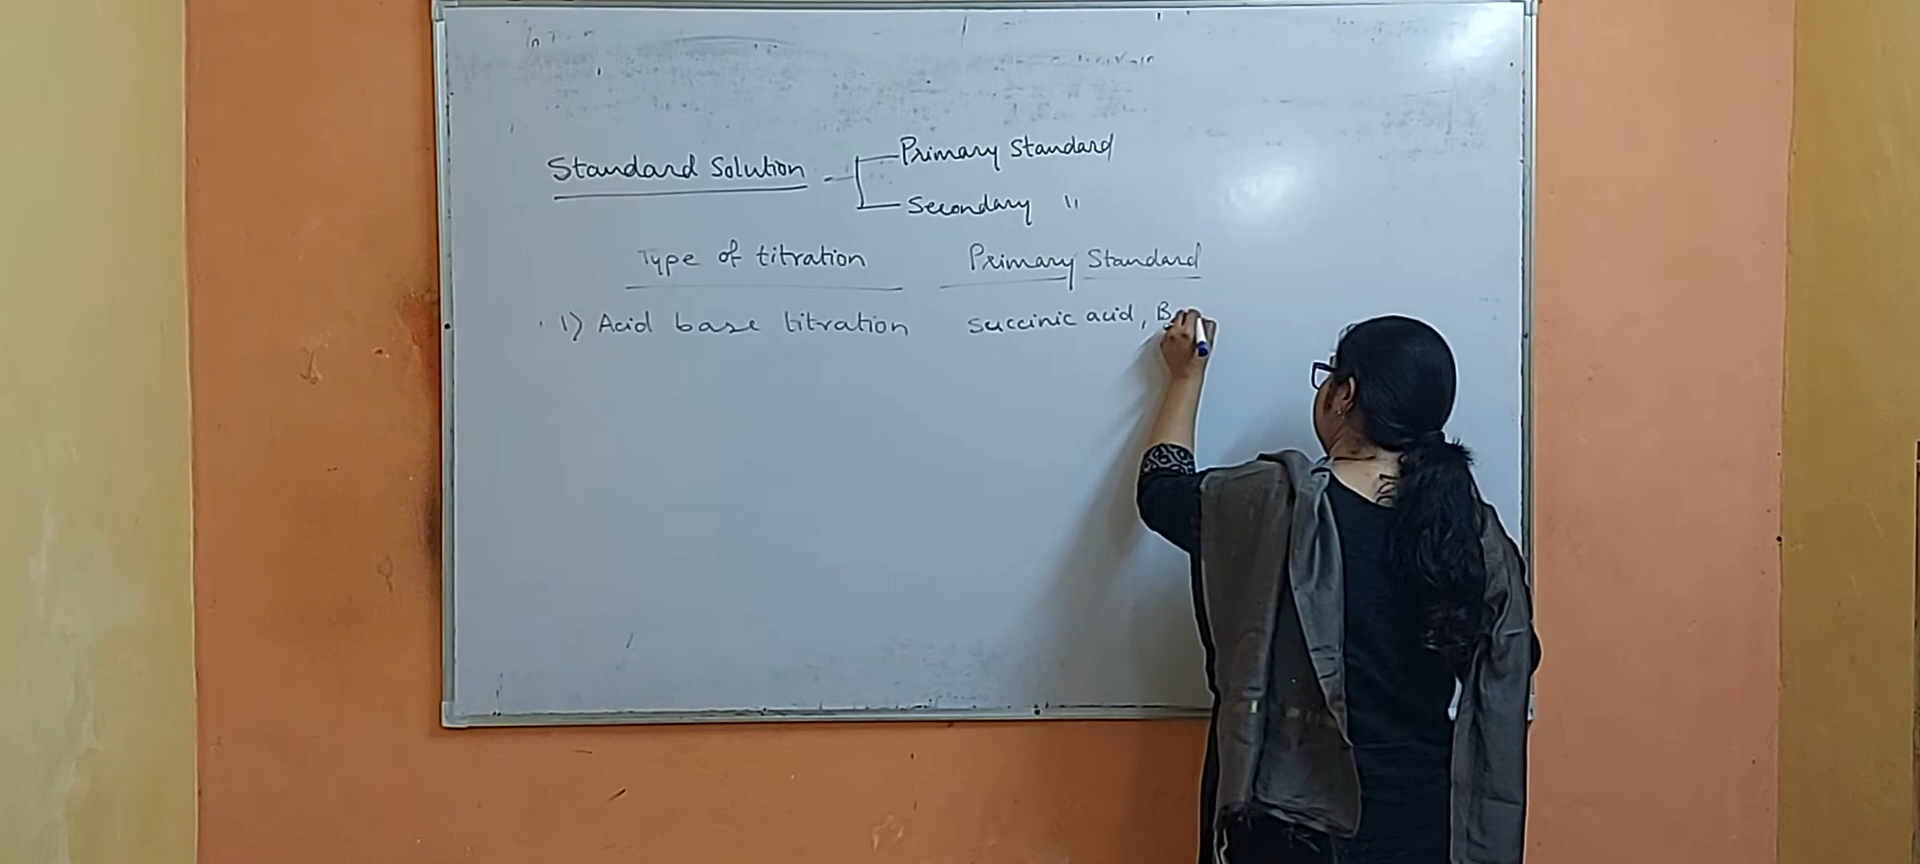 Standard Solution - Primary Standard
Secondary "
Type of titration Primary Standard
1) Acid base titration succinic acid, B